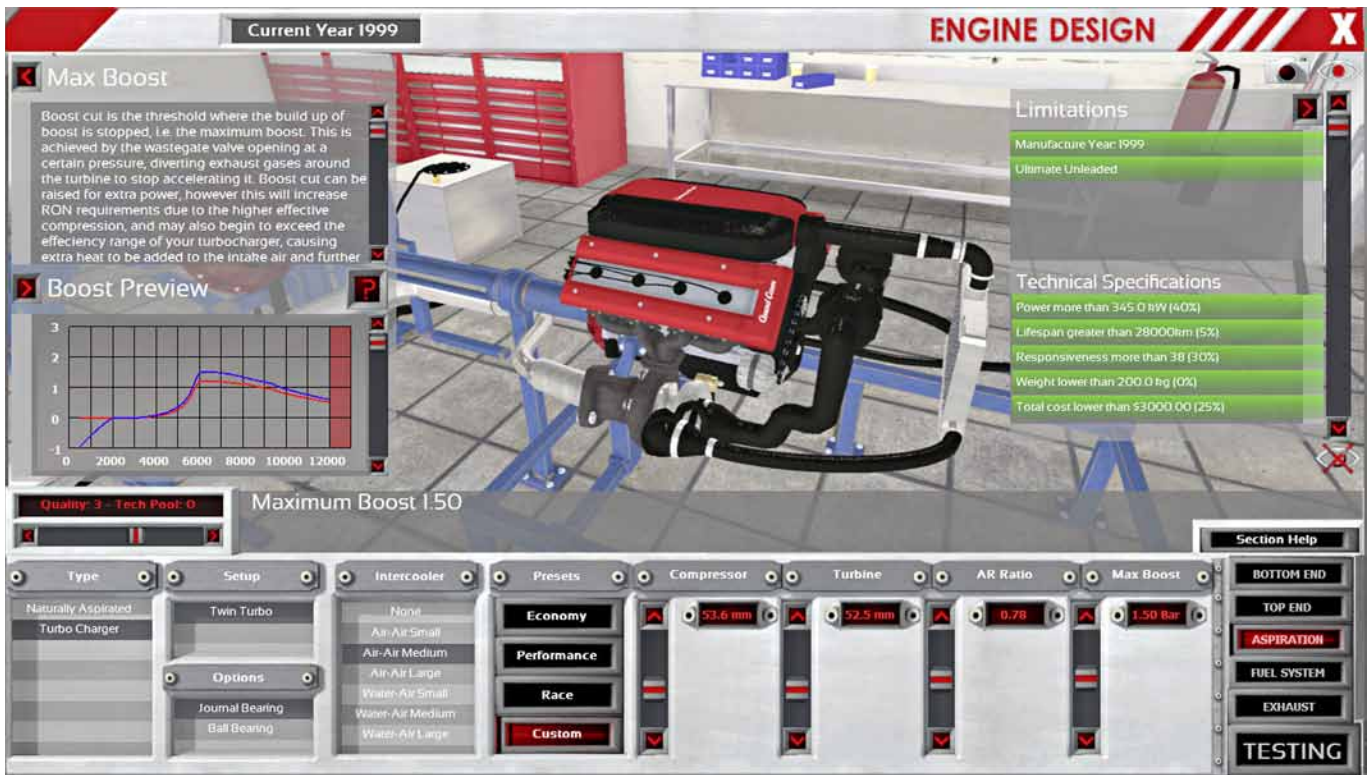 Current Year 1999
ENGINE DESIGN
X
Max Boost
Boost cut is the threshold where the build up of
boost is stopped, i.e. the maximum boost. This is
achieved by the wastegate valve opening at a
certain pressure, diverting exhaust gases around
the turbine to stop accelerating it. Boost cut can be
raised for extra power, however this will increase
RON requirements due to the higher effective
compression, and may also begin to exceed the
effeciency range of your turbocharger, causing
extra heat to be added to the intake air and further
Boost Preview
?
3
2
1
0
-1
0 2000 4000 6000 8000 10000 12000
Limitations
Manufacture Year: 1999
Ultimate Unleaded
Technical Specifications
Power more than 345.0 kW (40%)
Lifespan greater than 28000km (5%)
Responsiveness more than 38 (30%)
Weight lower than 200.0 kg (0%)
Total cost lower than $3000.00 (25%)
Quality: 3 - Tech Pool: 0
Maximum Boost 1.50
Section Help
Type
Naturally Aspirated
Turbo Charger
Setup
Twin Turbo
Options
Journal Bearing
Ball Bearing
Intercooler
None
Air-Air Small
Air-Air Medium
Air-Air Large
Water-Air Small
Water-Air Medium
Water-Air Large
Presets
Economy
Performance
Race
Custom
Compressor
53.6 mm
Turbine
52.5 mm
AR Ratio
0.78
Max Boost
1.50 Bar
BOTTOM END
TOP END
ASPIRATION
FUEL SYSTEM
EXHAUST
TESTING